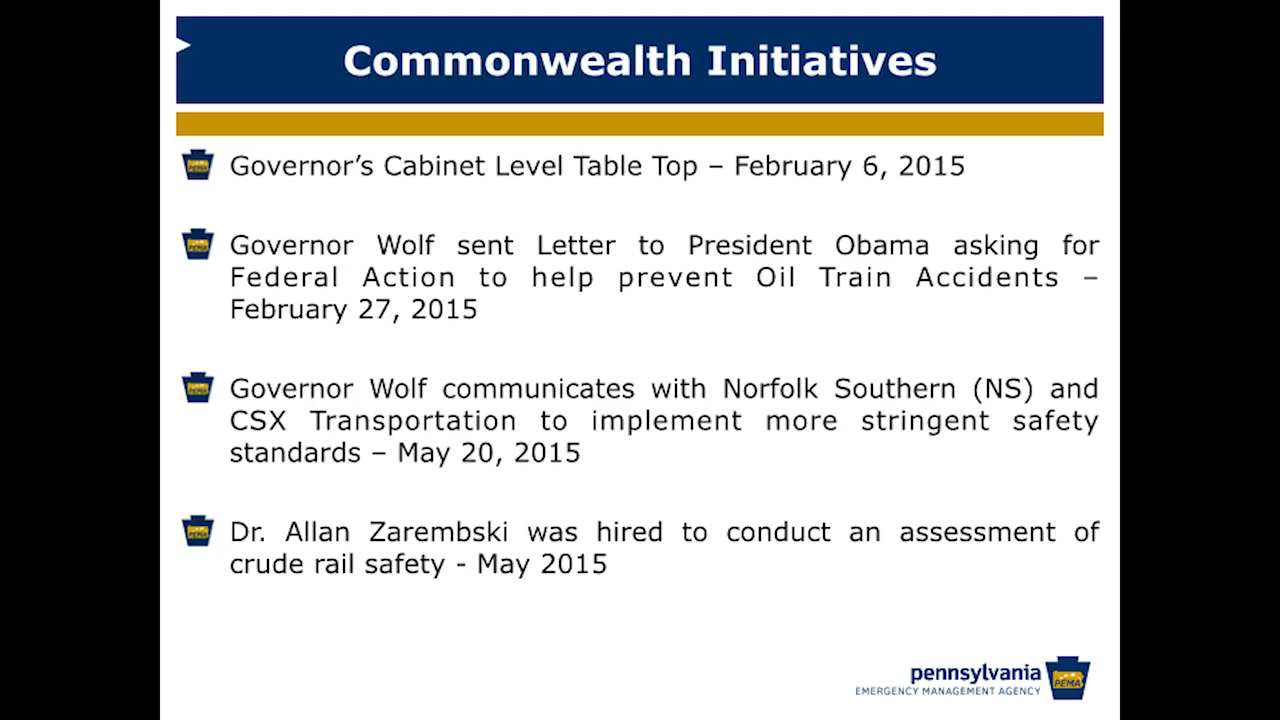 Commonwealth Initiatives
Governor’s Cabinet Level Table Top – February 6, 2015
Governor Wolf sent Letter to President Obama asking for
Federal Action to help prevent Oil Train Accidents –
February 27, 2015
Governor Wolf communicates with Norfolk Southern (NS) and
CSX Transportation to implement more stringent safety
standards – May 20, 2015
Dr. Allan Zarembski was hired to conduct an assessment of
crude rail safety - May 2015
pennsylvania
EMERGENCY MANAGEMENT AGENCY
PEMA